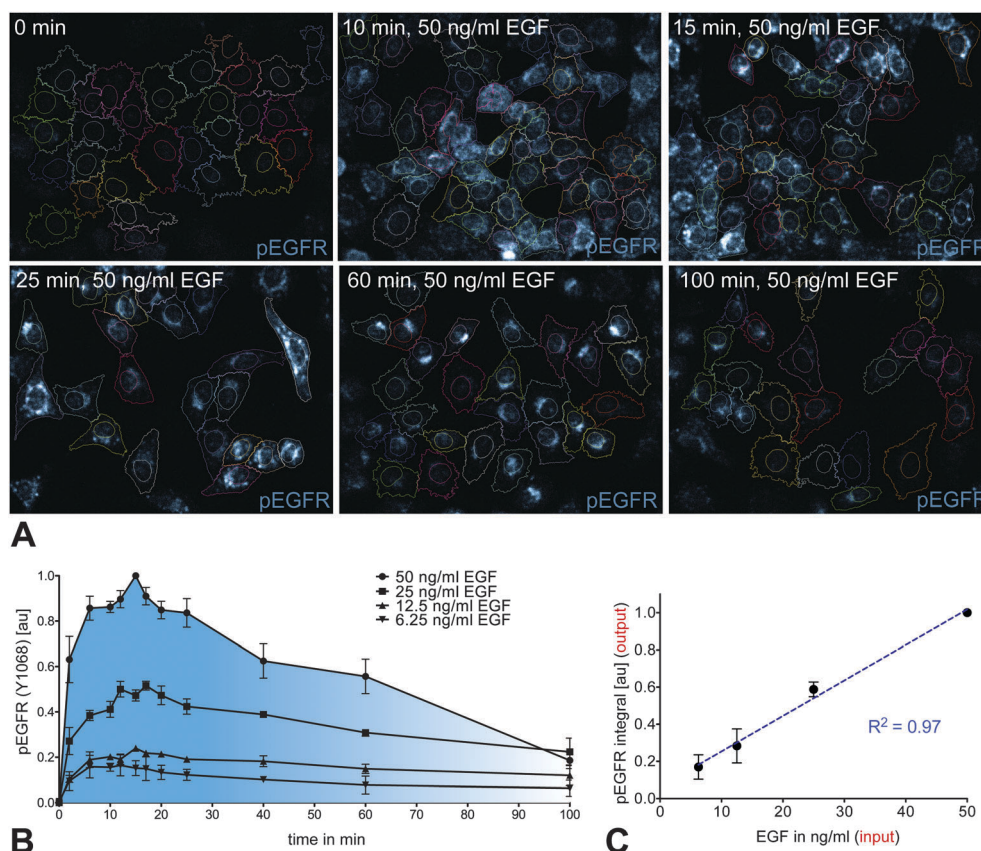 0 min
10 min, 50 ng/ml EGF
15 min, 50 ng/ml EGF
pEGFR
pEGFR
pEGFR
25 min, 50 ng/ml EGF
60 min, 50 ng/ml EGF
100 min, 50 ng/ml EGF
pEGFR
pEGFR
pEGFR
A
pEGFR (Y1068) [au]
1.0
0.8
0.6
0.4
0.2
0.0
0 10 20 30 40 50 60 70 80 90 100
time in min
50 ng/ml EGF
25 ng/ml EGF
12.5 ng/ml EGF
6.25 ng/ml EGF
B
pEGFR integral [au] (output)
1.0
0.8
0.6
0.4
0.2
0.0
0 10 20 30 40 50
EGF in ng/ml (input)
R² = 0.97
C